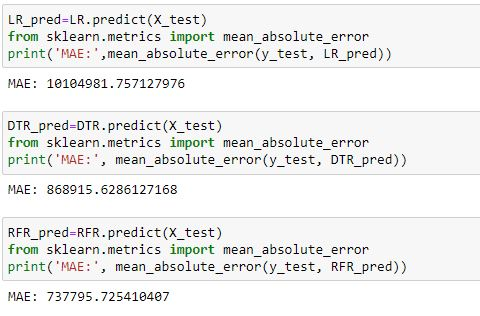 LR_pred=LR.predict(X_test)
from sklearn.metrics import mean_absolute_error
print('MAE:',mean_absolute_error(y_test, LR_pred))
MAE: 10104981.757127976
DTR_pred=DTR.predict(X_test)
from sklearn.metrics import mean_absolute_error
print('MAE:', mean_absolute_error(y_test, DTR_pred))
MAE: 868915.6286127168
RFR_pred=RFR.predict(X_test)
from sklearn.metrics import mean_absolute_error
print('MAE:', mean_absolute_error(y_test, RFR_pred))
MAE: 737795.725410407